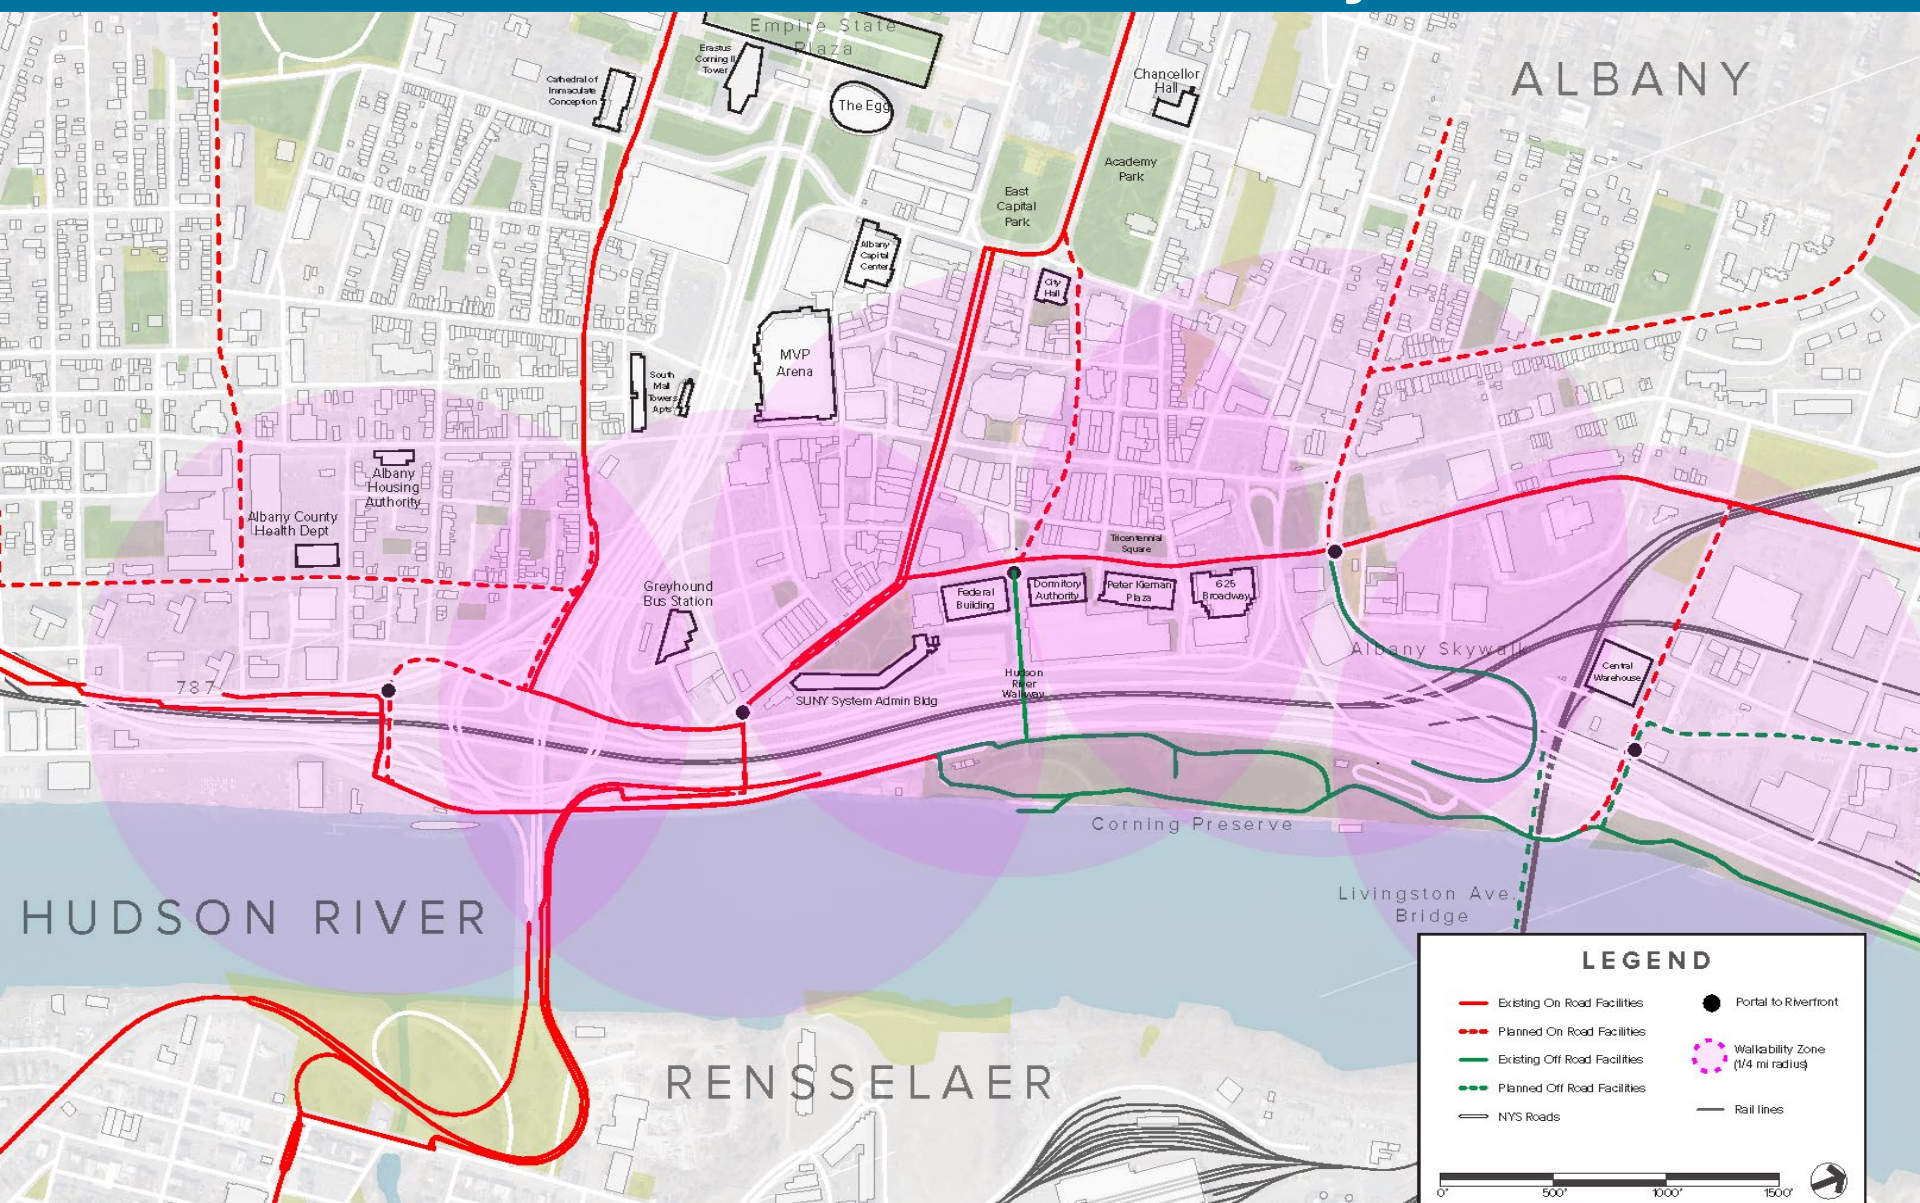 Empire State
Plaza
ALBANY
Erastus
Corning II
Tower
Cathedral of
Immaculate
Conception
The Egg
Chancellor
Hall
Academy
Park
East
Capital
Park
Albany
Capital
Center
City
Hall
MVP
Arena
South
Mall
Towers
Apts
Albany
Housing
Authority
Albany County
Health Dept
Tricentennial
Square
Greyhound
Bus Station
Federal
Building
Dormitory
Authority
Peter Kiernan
Plaza
625
Broadway
Albany Skywalk
Central
Warehouse
787
Hudson
River
Walkway
SUNY System Admin Bldg
Corning Preserve
HUDSON RIVER
Livingston Ave.
Bridge
RENSSELAER
LEGEND
Existing On Road Facilities
Planned On Road Facilities
Existing Off Road Facilities
Planned Off Road Facilities
NYS Roads
Portal to Riverfront
Walkability Zone
(1/4 mi radius)
Rail lines
0' 500' 1000' 1500'